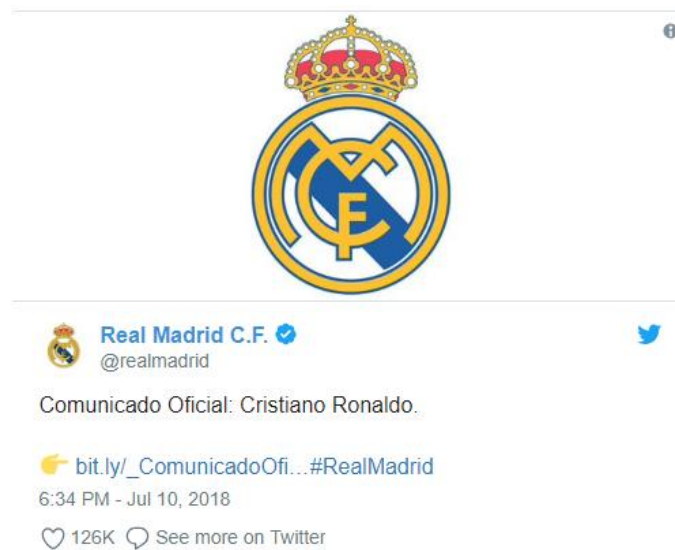 Real Madrid C.F.
@realmadrid
Comunicado Oficial: Cristiano Ronaldo.
👉 bit.ly/_ComunicadoOfi...#RealMadrid
6:34 PM - Jul 10, 2018
126K See more on Twitter